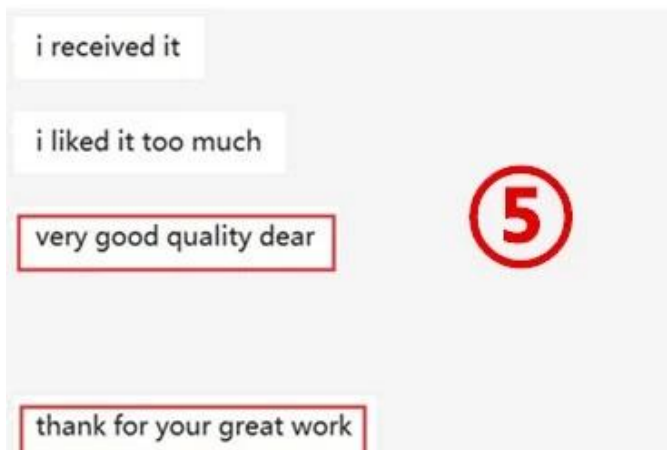 i received it
i liked it too much
very good quality dear
5
thank for your great work